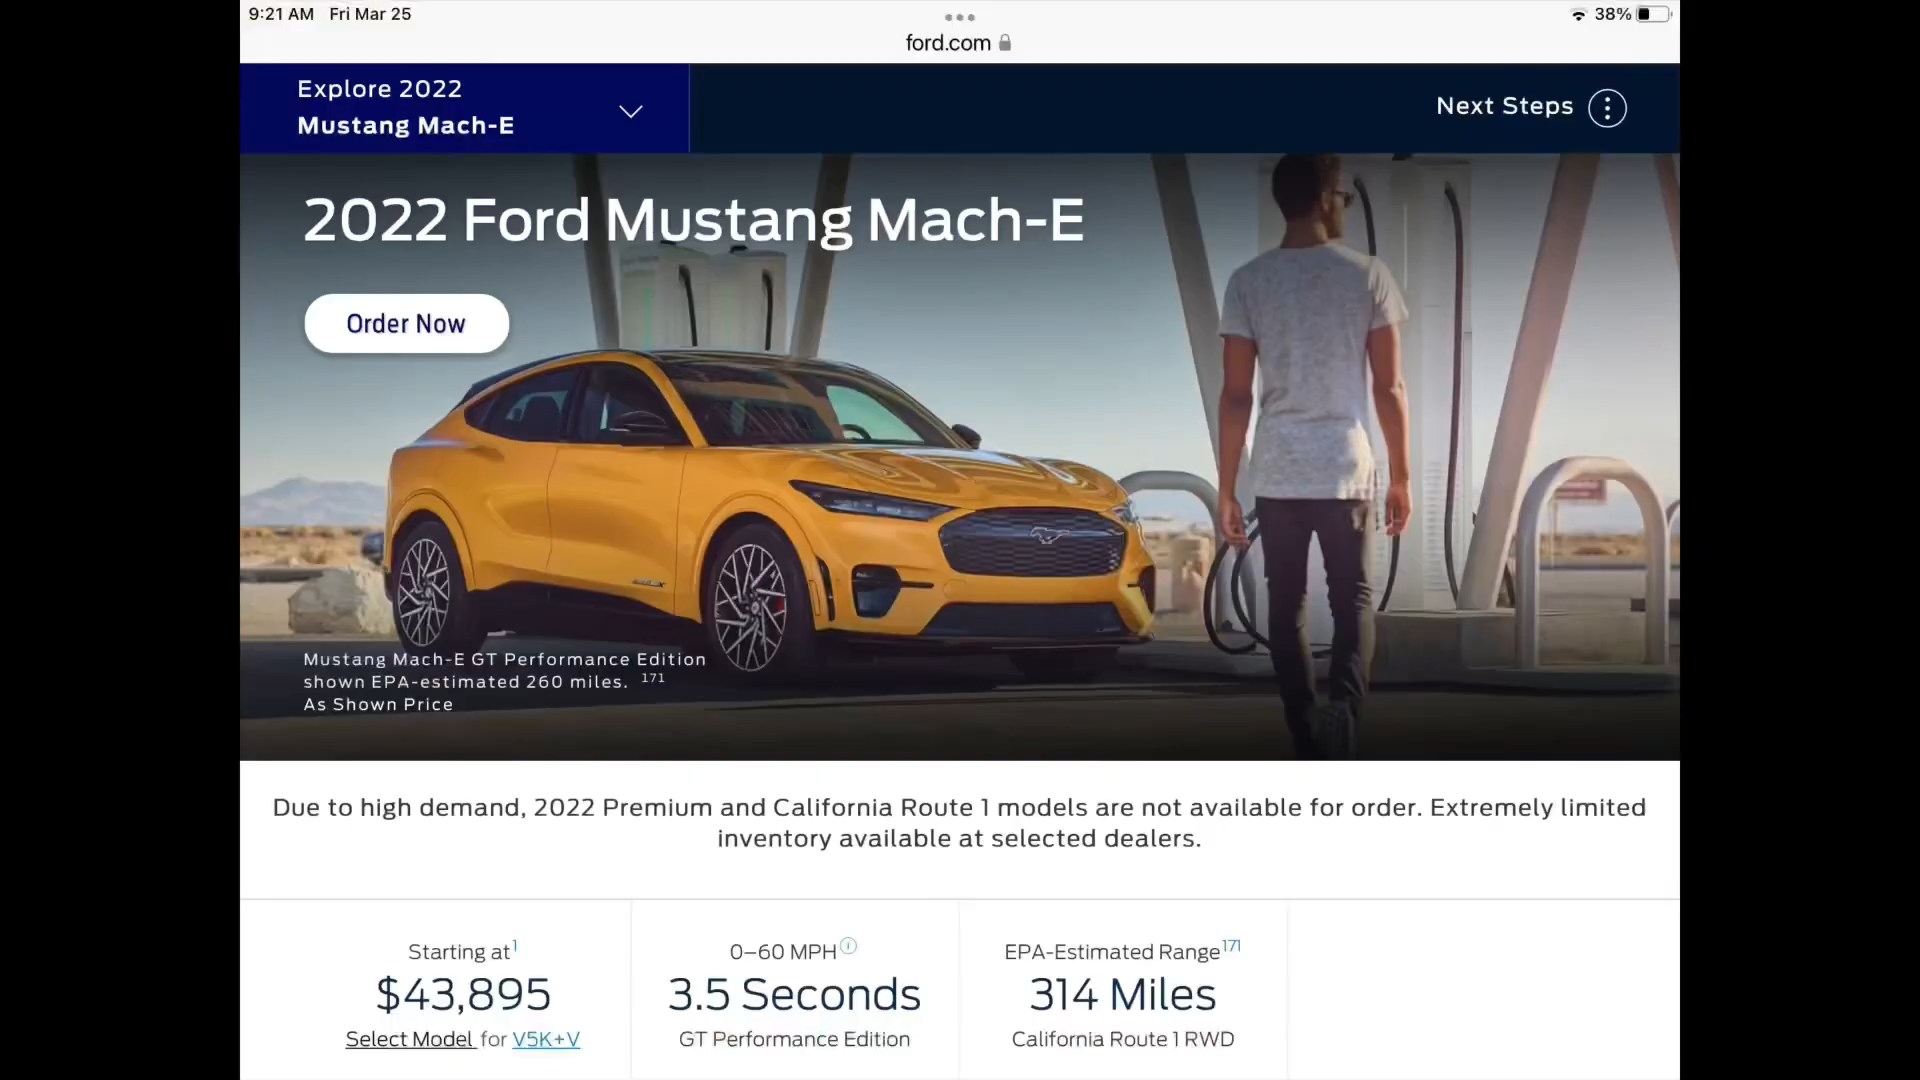 9:21 AM Fri Mar 25
38%
ford.com
Explore 2022
Mustang Mach-E
Next Steps
2022 Ford Mustang Mach-E
Order Now
Mustang Mach-E GT Performance Edition
shown EPA-estimated 260 miles. 171
As Shown Price
Due to high demand, 2022 Premium and California Route 1 models are not available for order. Extremely limited
inventory available at selected dealers.
Starting at1
$43,895
Select Model for V5K+V
0–60 MPH
3.5 Seconds
GT Performance Edition
EPA-Estimated Range171
314 Miles
California Route 1 RWD